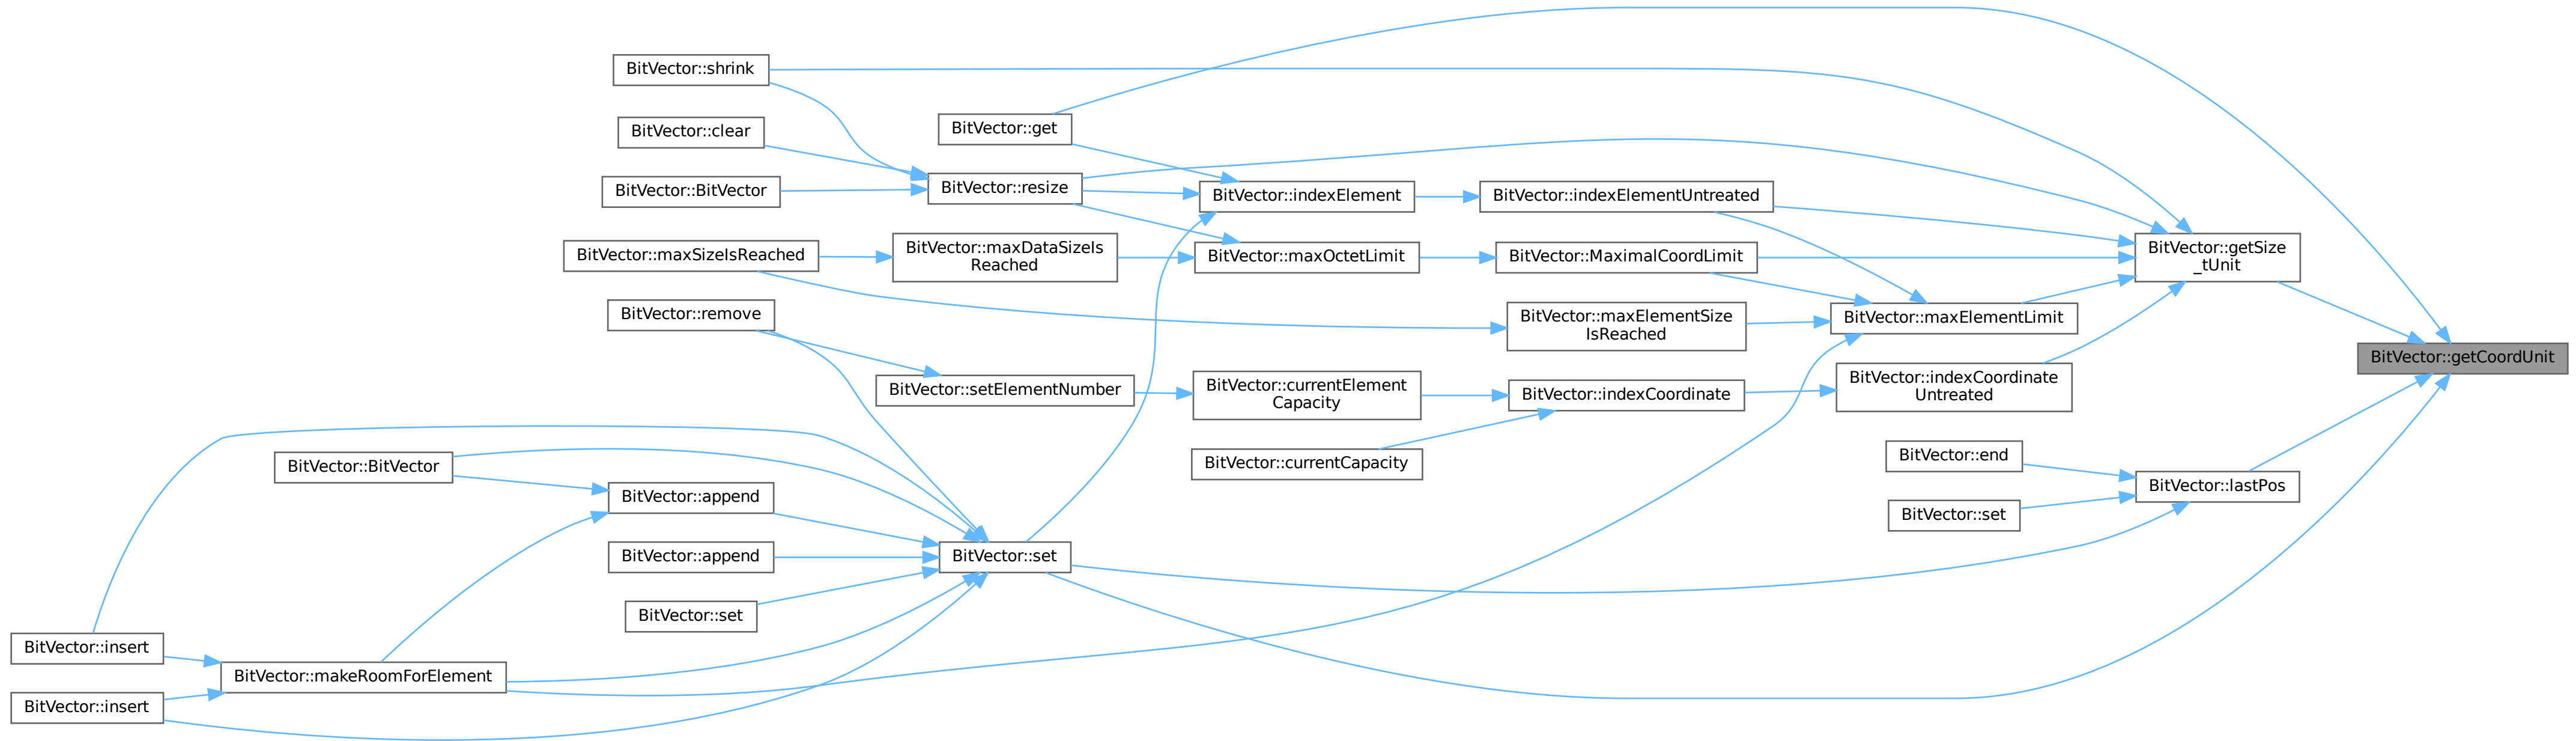 BitVector::shrink
BitVector::clear
BitVector::BitVector
BitVector::maxSizeIsReached
BitVector::remove
BitVector::BitVector
BitVector::append
BitVector::append
BitVector::set
BitVector::insert
BitVector::makeRoomForElement
BitVector::insert
BitVector::get
BitVector::resize
BitVector::maxDataSizeIs
Reached
BitVector::setElementNumber
BitVector::set
BitVector::indexElement
BitVector::maxOctetLimit
BitVector::currentElement
Capacity
BitVector::currentCapacity
BitVector::indexElementUntreated
BitVector::MaximalCoordLimit
BitVector::maxElementSize
IsReached
BitVector::indexCoordinate
BitVector::maxElementLimit
BitVector::indexCoordinate
Untreated
BitVector::end
BitVector::set
BitVector::getSize
_tUnit
BitVector::lastPos
BitVector::getCoordUnit